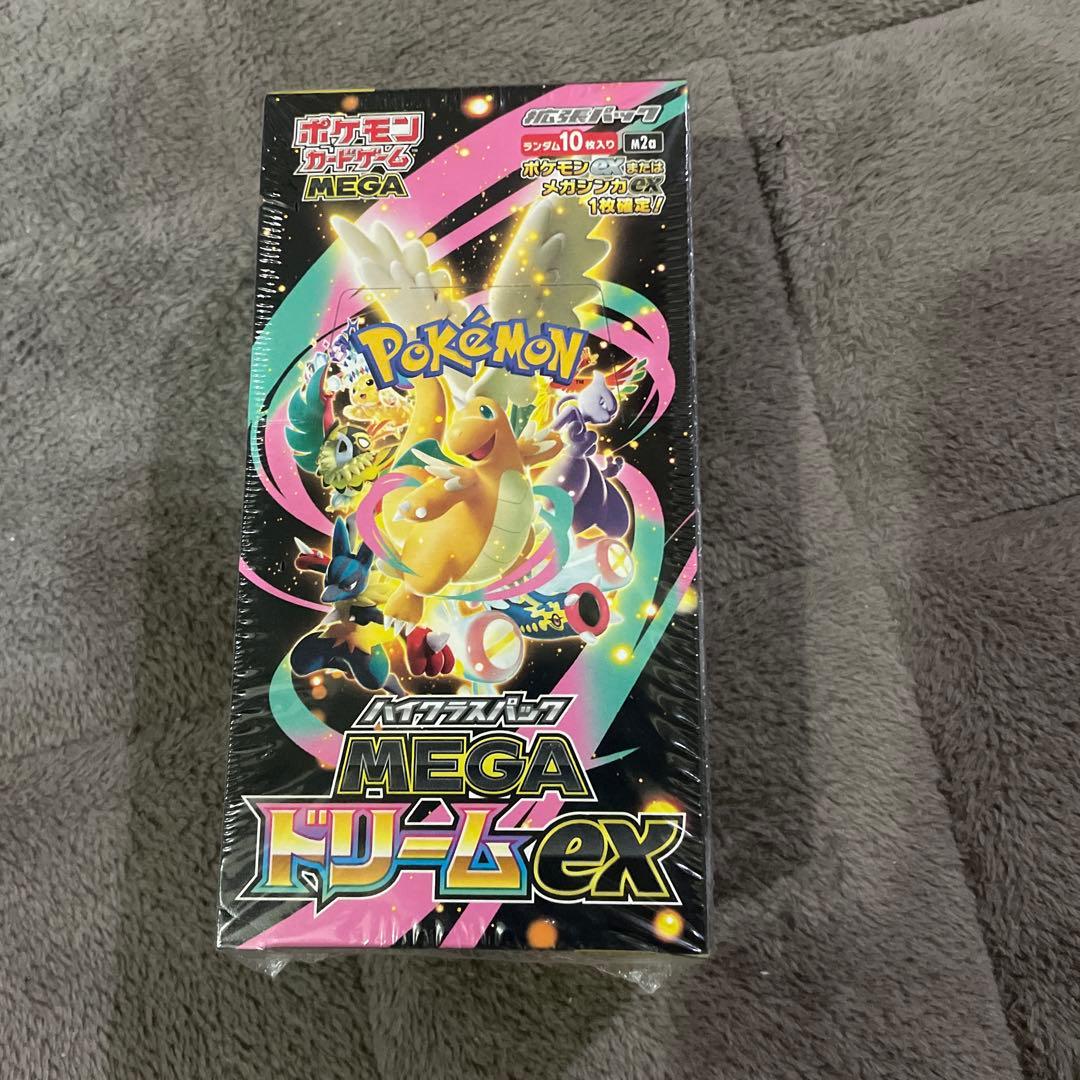 ポケモン
カードゲーム
MEGA
拡張パック
ランダム10枚入り M2a
ポケモンexまたは
メガシンカex
1枚確定!
POKÉMON
TM
ハイクラスパック
MEGA
ドリームex